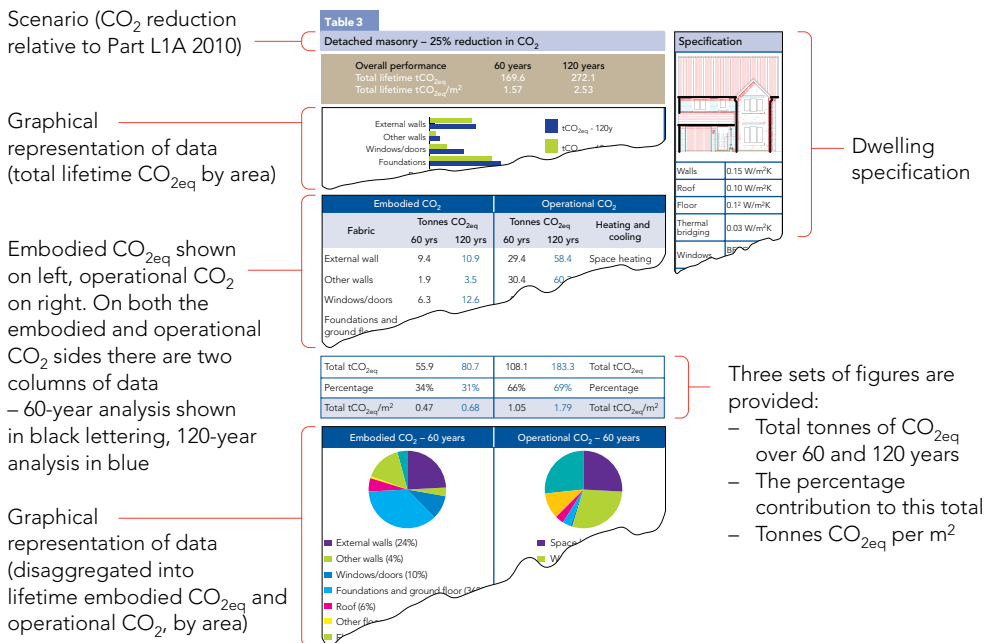 Scenario (CO2 reduction
relative to Part L1A 2010)
Graphical
representation of data
(total lifetime CO2eq by area)
Embodied CO2eq shown
on left, operational CO2
on right. On both the
embodied and operational
CO2 sides there are two
columns of data
– 60-year analysis shown
in black lettering, 120-year
analysis in blue
Graphical
representation of data
(disaggregated into
lifetime embodied CO2eq and
operational CO2, by area)
Table 3
Detached masonry – 25% reduction in CO2
Overall performance 60 years 120 years
Total lifetime tCO2eq 169.6 272.1
Total lifetime tCO2eq/m2 1.57 2.53
External walls
Other walls
Windows/doors
Foundations
tCO2eq - 120y
Embodied CO2 Operational CO2
Fabric Tonnes CO2eq Tonnes CO2eq Heating and cooling
60 yrs 120 yrs 60 yrs 120 yrs
External wall 9.4 10.9 29.4 58.4 Space heating
Other walls 1.9 3.5 30.4
Windows/doors 6.3 12.6
Foundations and
ground
Total tCO2eq 55.9 80.7 108.1 183.3 Total tCO2eq
Percentage 34% 31% 66% 69% Percentage
Total tCO2eq/m2 0.47 0.68 1.05 1.79 Total tCO2eq/m2
Embodied CO2 – 60 years Operational CO2 – 60 years
External walls (24%)
Other walls (4%)
Windows/doors (10%)
Foundations and ground floor
Roof (6%)
Other
Space
Specification
Walls 0.15 W/m2K
Roof 0.10 W/m2K
Floor 0.12 W/m2K
Thermal
bridging 0.03 W/m2K
Windows
Dwelling
specification
Three sets of figures are
provided:
– Total tonnes of CO2eq
over 60 and 120 years
– The percentage
contribution to this total
– Tonnes CO2eq per m2